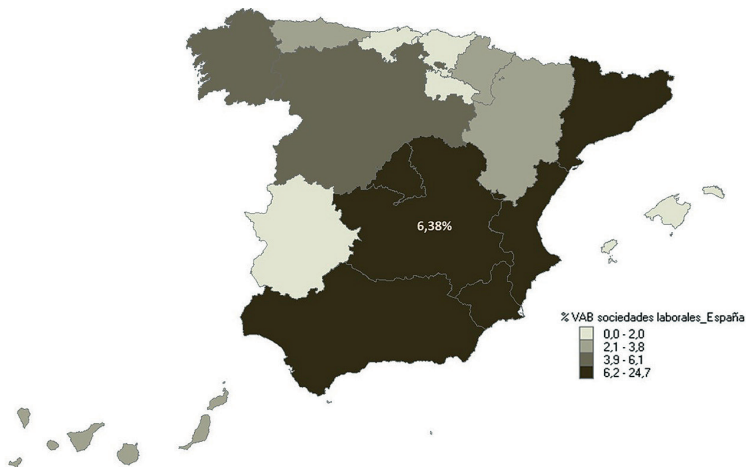 6,38%
% VAB sociedades laborales_España
0,0 - 2,0
2,1 - 3,8
3,9 - 6,1
6,2 - 24,7